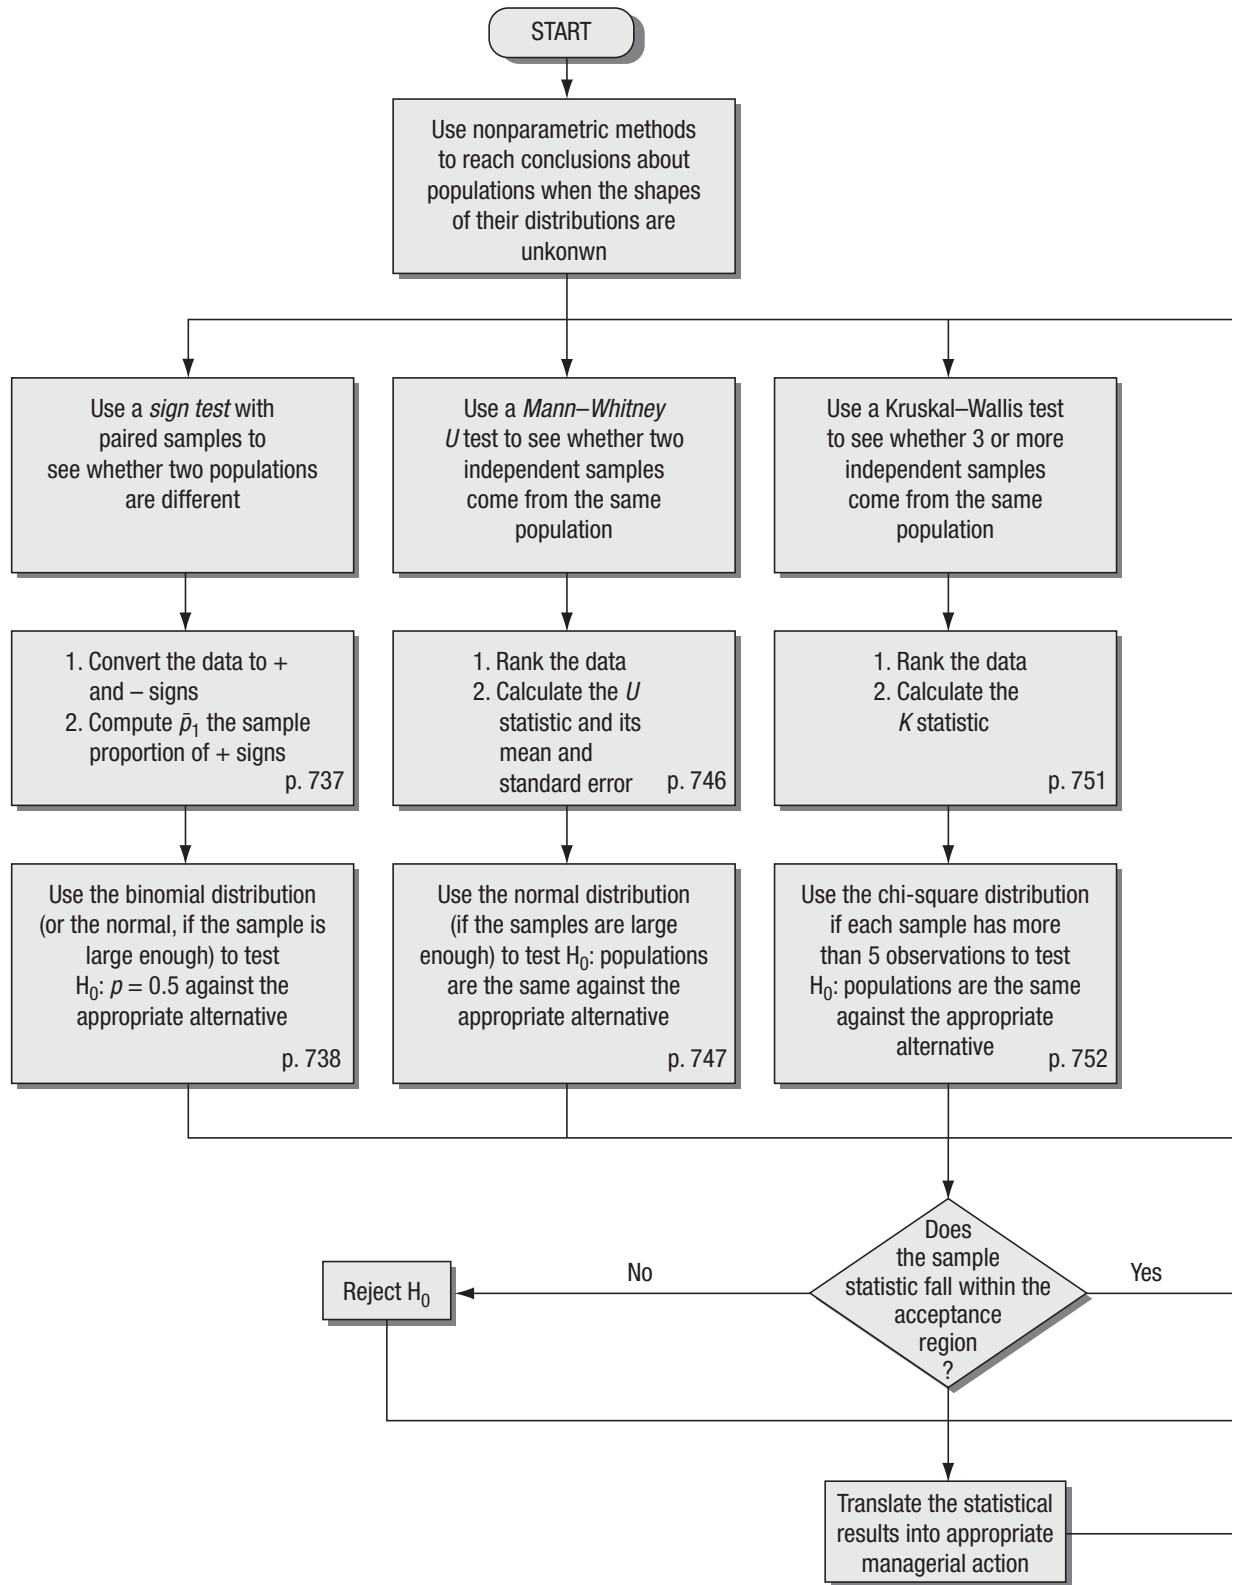 START
Use nonparametric methods
to reach conclusions about
populations when the shapes
of their distributions are
unkonwn
Use a sign test with
paired samples to
see whether two populations
are different
Use a Mann–Whitney
U test to see whether two
independent samples
come from the same
population
Use a Kruskal–Wallis test
to see whether 3 or more
independent samples
come from the same
population
1. Convert the data to +
and – signs
2. Compute p̄₁ the sample
proportion of + signs
p. 737
1. Rank the data
2. Calculate the U
statistic and its
mean and
standard error
p. 746
1. Rank the data
2. Calculate the
K statistic
p. 751
Use the binomial distribution
(or the normal, if the sample is
large enough) to test
H₀: p = 0.5 against the
appropriate alternative
p. 738
Use the normal distribution
(if the samples are large
enough) to test H₀: populations
are the same against the
appropriate alternative
p. 747
Use the chi-square distribution
if each sample has more
than 5 observations to test
H₀: populations are the same
against the appropriate
alternative
p. 752
Does
the sample
statistic fall within the
acceptance
region
?
No
Yes
Reject H₀
Translate the statistical
results into appropriate
managerial action